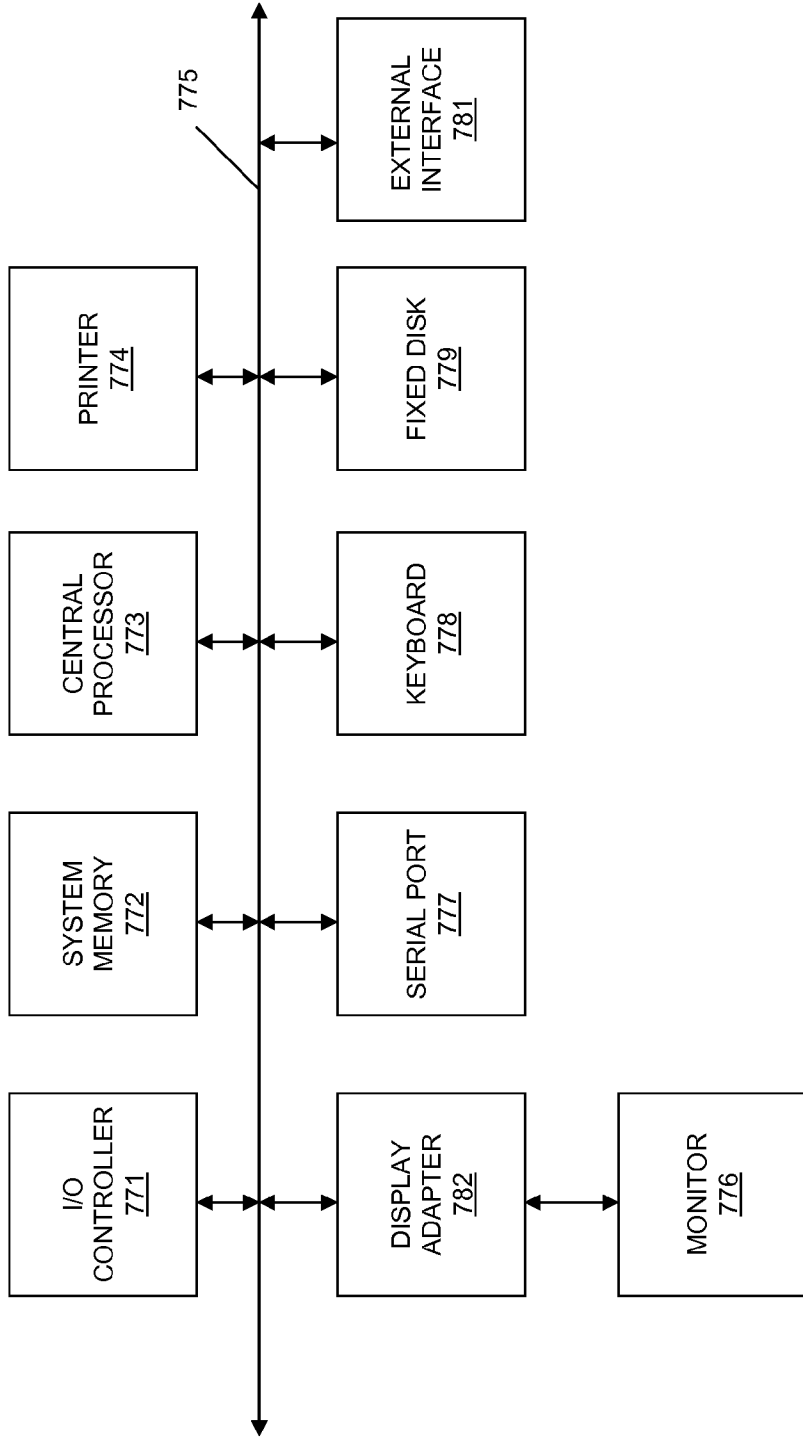 I/O
CONTROLLER
771
SYSTEM
MEMORY
772
CENTRAL
PROCESSOR
773
PRINTER
774
775
DISPLAY
ADAPTER
782
SERIAL PORT
777
KEYBOARD
778
FIXED DISK
779
EXTERNAL
INTERFACE
781
MONITOR
776